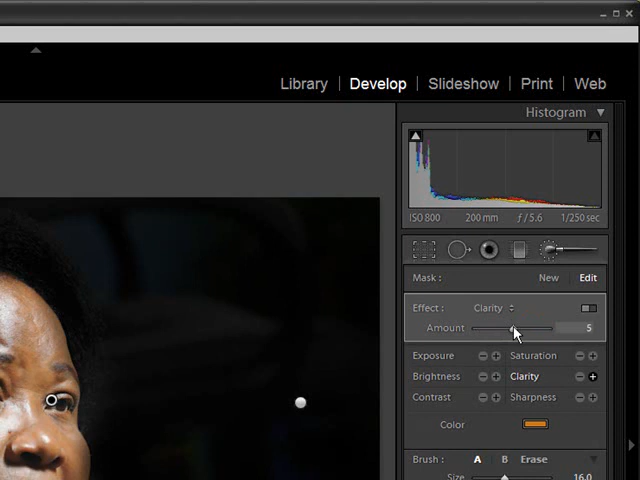 Library | Develop | Slideshow | Print | Web
Histogram
ISO 800 200 mm ƒ / 5.6 1/250 sec
Mask : New Edit
Effect : Clarity
Amount 5
Exposure Saturation
Brightness Clarity
Contrast Sharpness
Color
Brush : A B Erase
Size 16.0